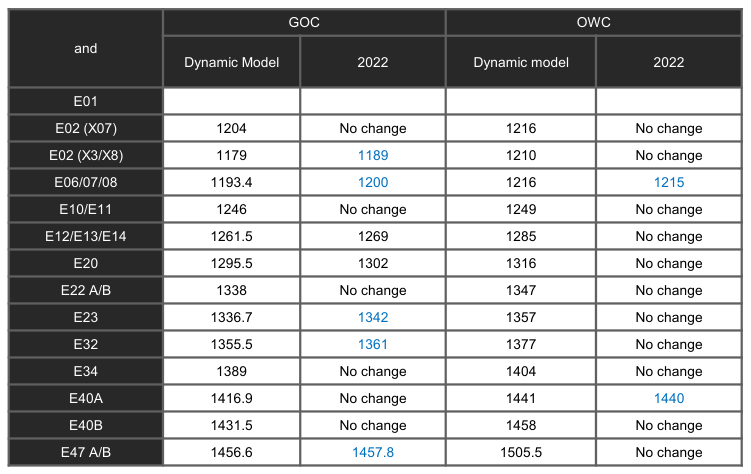 and GOC OWC
Dynamic Model 2022 Dynamic model 2022
E01
E02 (X07) 1204 No change 1216 No change
E02 (X3/X8) 1179 1189 1210 No change
E06/07/08 1193.4 1200 1216 1215
E10/E11 1246 No change 1249 No change
E12/E13/E14 1261.5 1269 1285 No change
E20 1295.5 1302 1316 No change
E22 A/B 1338 No change 1347 No change
E23 1336.7 1342 1357 No change
E32 1355.5 1361 1377 No change
E34 1389 No change 1404 No change
E40A 1416.9 No change 1441 1440
E40B 1431.5 No change 1458 No change
E47 A/B 1456.6 1457.8 1505.5 No change